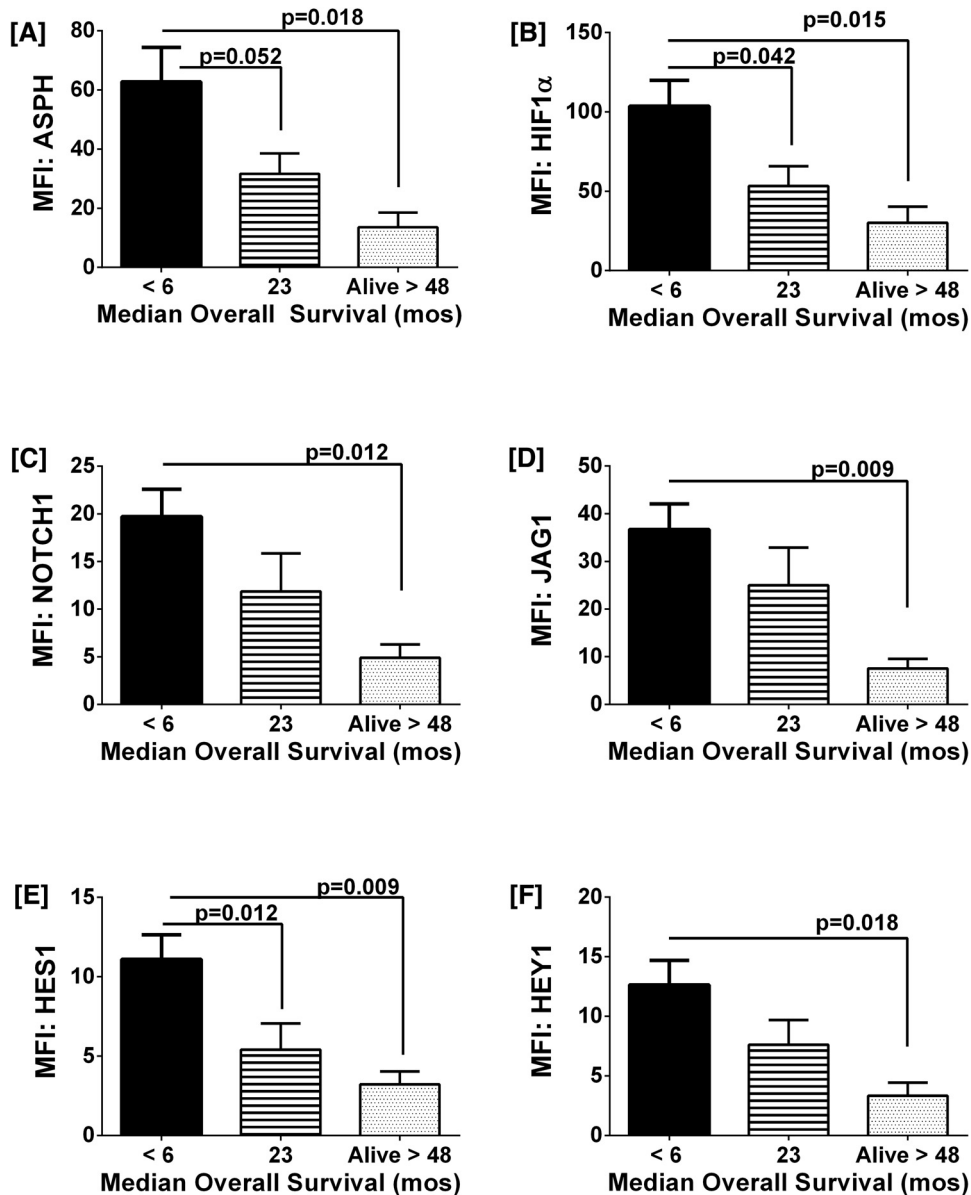 [A]
p=0.018
p=0.052
MFI: ASPH
80
60
40
20
0
< 6
23
Alive > 48
Median Overall Survival (mos)
[B]
p=0.015
p=0.042
MFI: HIF1α
150
100
50
0
< 6
23
Alive > 48
Median Overall Survival (mos)
[C]
p=0.012
MFI: NOTCH1
25
20
15
10
5
0
< 6
23
Alive > 48
Median Overall Survival (mos)
[D]
p=0.009
MFI: JAG1
50
40
30
20
10
0
< 6
23
Alive > 48
Median Overall Survival (mos)
[E]
p=0.009
p=0.012
MFI: HES1
15
10
5
0
< 6
23
Alive > 48
Median Overall Survival (mos)
[F]
p=0.018
MFI: HEY1
20
15
10
5
0
< 6
23
Alive > 48
Median Overall Survival (mos)